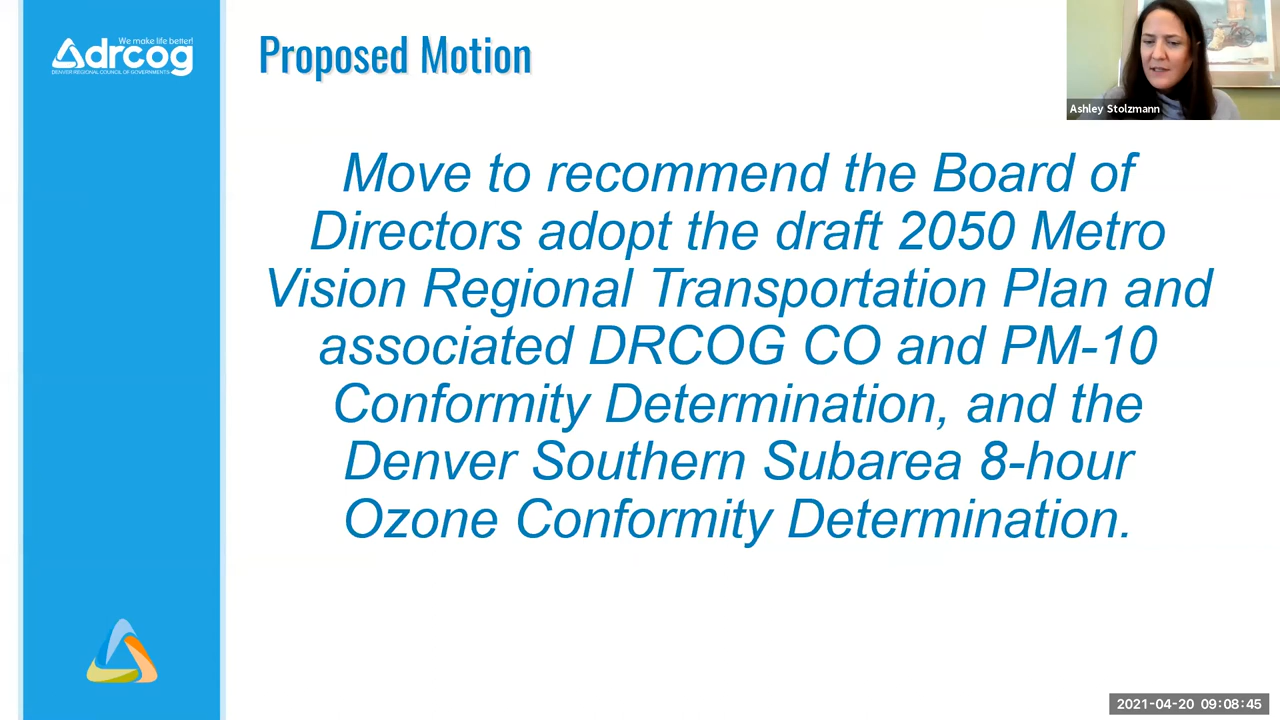 We make life better!
drcog
DENVER REGIONAL COUNCIL OF GOVERNMENTS
Proposed Motion
Ashley Stolzmann
Move to recommend the Board of
Directors adopt the draft 2050 Metro
Vision Regional Transportation Plan and
associated DRCOG CO and PM-10
Conformity Determination, and the
Denver Southern Subarea 8-hour
Ozone Conformity Determination.
2021-04-20 09:08:45